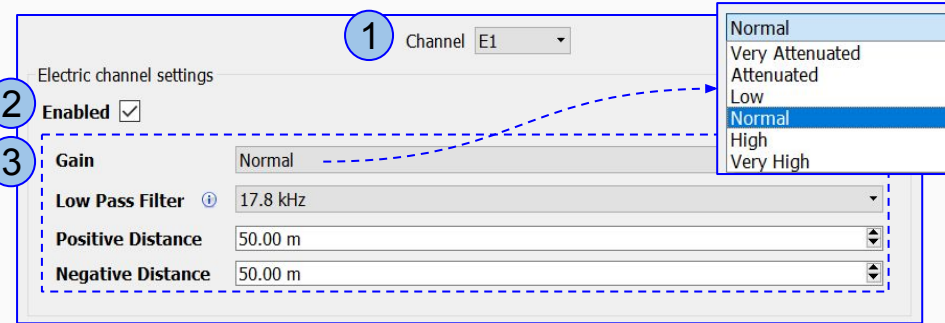 1
Channel E1
Electric channel settings
2
Enabled
3
Gain Normal
Low Pass Filter 17.8 kHz
Positive Distance 50.00 m
Negative Distance 50.00 m
Normal
Very Attenuated
Attenuated
Low
Normal
High
Very High